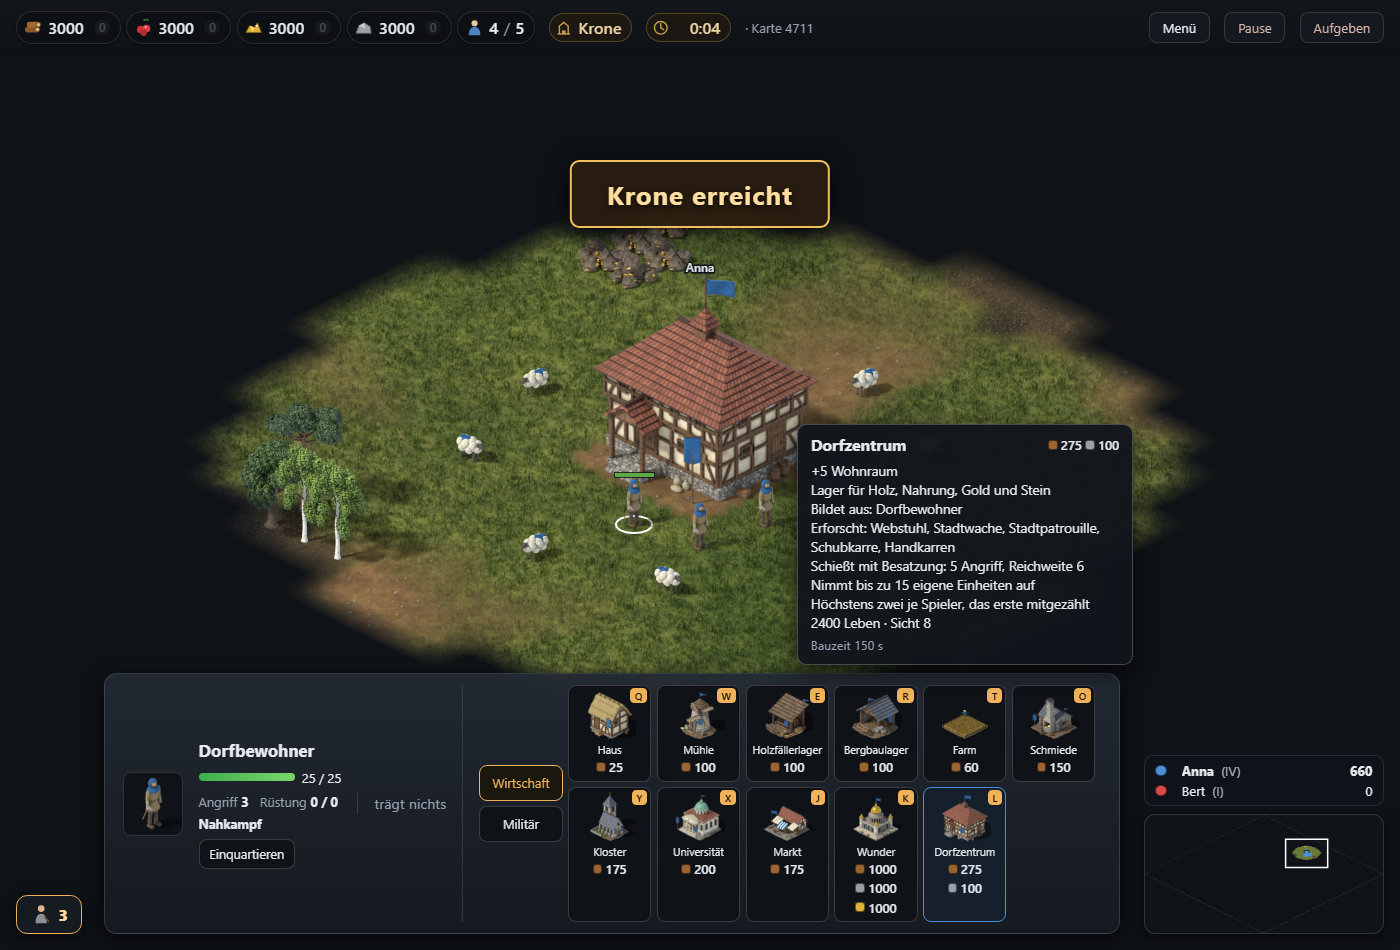 3000 0 3000 0 3000 0 3000 0 4 / 5 Krone 0:04 · Karte 4711 Menü Pause Aufgeben
Krone erreicht
Anna
Dorfzentrum 275 100
+5 Wohnraum
Lager für Holz, Nahrung, Gold und Stein
Bildet aus: Dorfbewohner
Erforscht: Webstuhl, Stadtwache, Stadtpatrouille,
Schubkarre, Handkarren
Schießt mit Besatzung: 5 Angriff, Reichweite 6
Nimmt bis zu 15 eigene Einheiten auf
Höchstens zwei je Spieler, das erste mitgezählt
2400 Leben · Sicht 8
Bauzeit 150 s
Dorfbewohner
25 / 25
Angriff 3 Rüstung 0 / 0 trägt nichts
Nahkampf
Einquartieren
Wirtschaft
Militär
Q W E R T O
Haus Mühle Holzfällerlager Bergbaulager Farm Schmiede
25 100 100 100 60 150
Y X J K L
Kloster Universität Markt Wunder Dorfzentrum
175 200 175 1000 275
1000 100
1000
Anna (IV) 660
Bert (I) 0
3